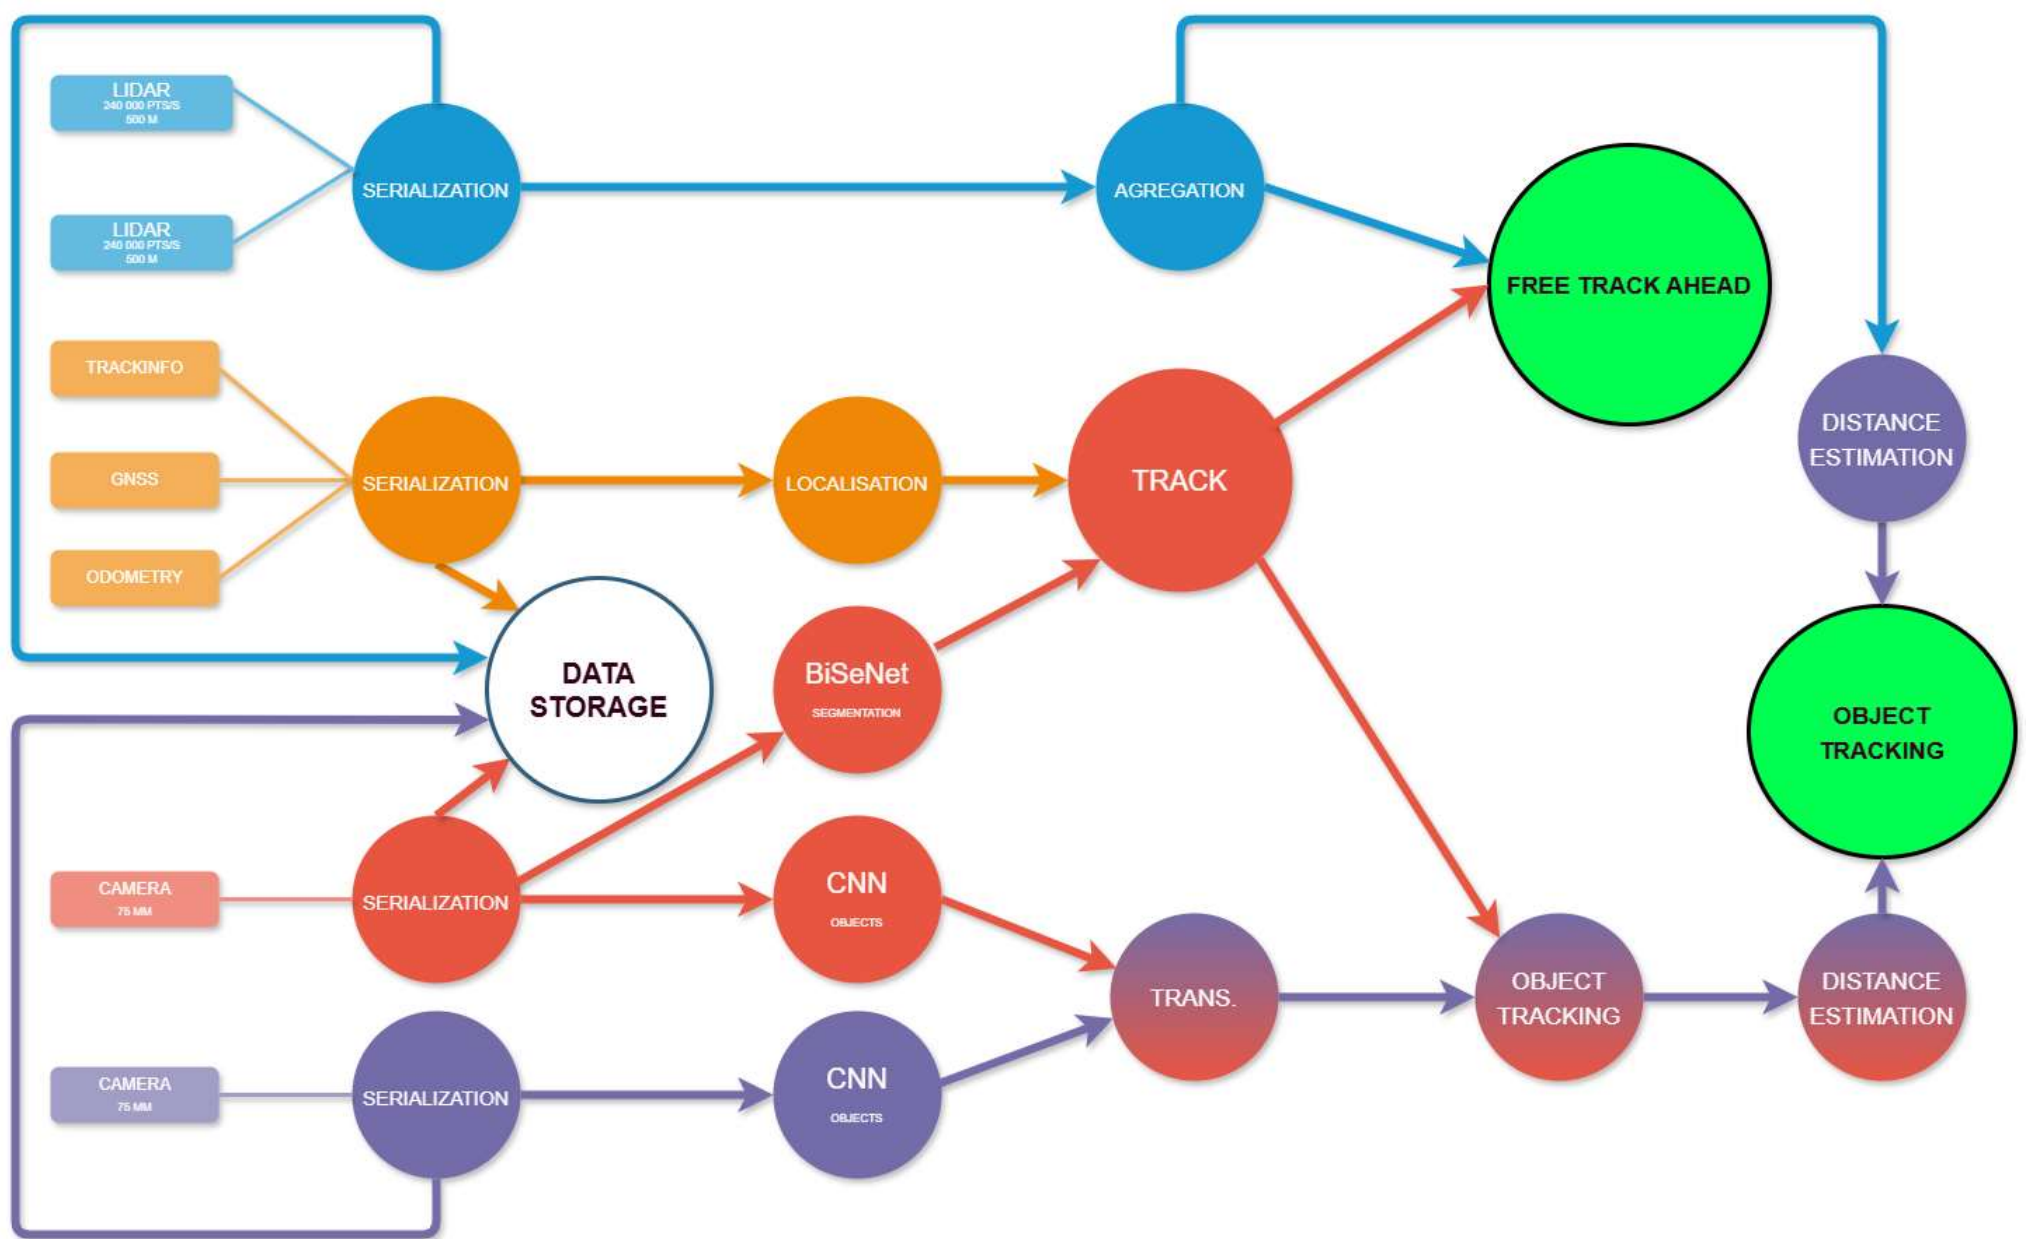 LIDAR
240 000 PTS/S
500 M
SERIALIZATION
AGREGATION
LIDAR
240 000 PTS/S
500 M
FREE TRACK AHEAD
TRACKINFO
GNSS
ODOMETRY
SERIALIZATION
LOCALISATION
TRACK
DISTANCE
ESTIMATION
DATA
STORAGE
BiSeNet
SEGMENTATION
OBJECT
TRACKING
CAMERA
75 MM
SERIALIZATION
CNN
OBJECTS
TRANS.
OBJECT
TRACKING
DISTANCE
ESTIMATION
CAMERA
75 MM
SERIALIZATION
CNN
OBJECTS